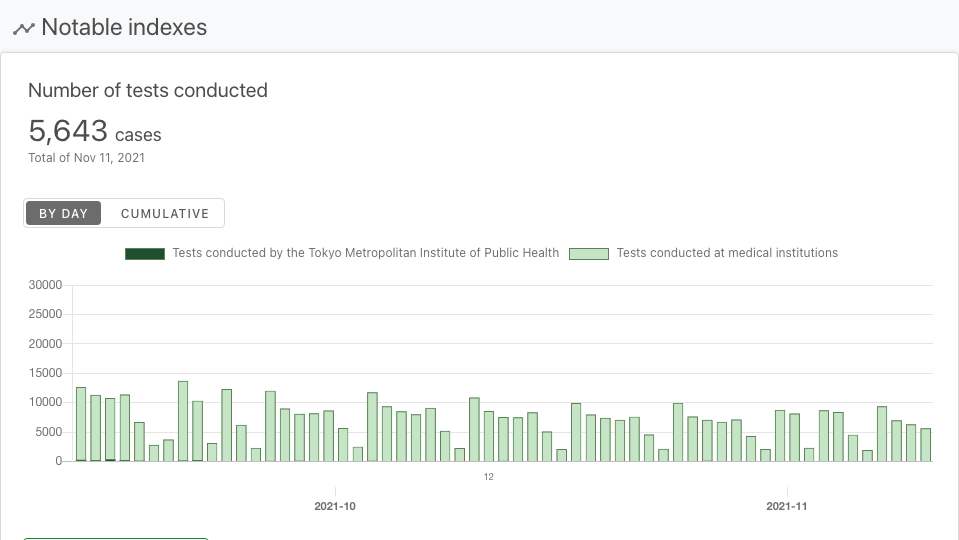 Notable indexes
Number of tests conducted
5,643 cases
Total of Nov 11, 2021
BY DAY CUMULATIVE
Tests conducted by the Tokyo Metropolitan Institute of Public Health Tests conducted at medical institutions
30000
25000
20000
15000
10000
5000
0
12
2021-10 2021-11